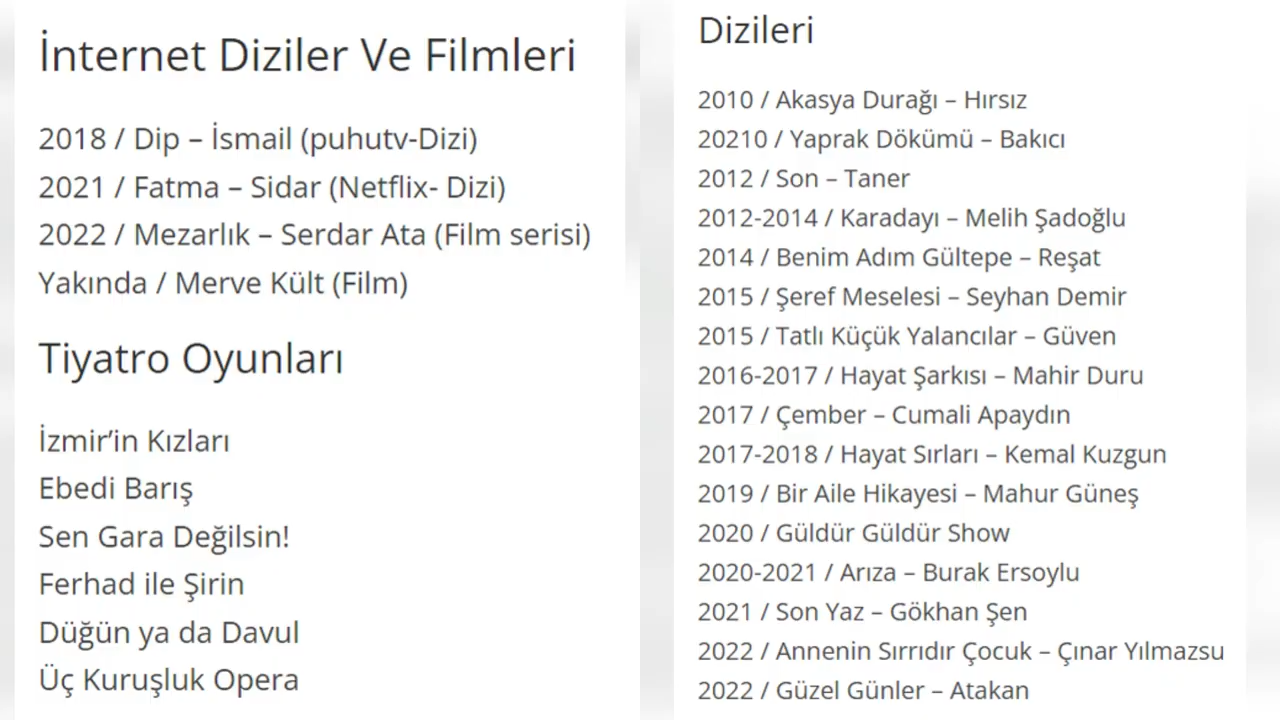 İnternet Diziler Ve Filmleri
2018 / Dip – İsmail (puhutv-Dizi)
2021 / Fatma – Sidar (Netflix- Dizi)
2022 / Mezarlık – Serdar Ata (Film serisi)
Yakında / Merve Kült (Film)
Tiyatro Oyunları
İzmir’in Kızları
Ebedi Barış
Sen Gara Değilsin!
Ferhad ile Şirin
Düğün ya da Davul
Üç Kuruşluk Opera
Dizileri
2010 / Akasya Durağı – Hırsız
20210 / Yaprak Dökümü – Bakıcı
2012 / Son – Taner
2012-2014 / Karadayı – Melih Şadoğlu
2014 / Benim Adım Gültepe – Reşat
2015 / Şeref Meselesi – Seyhan Demir
2015 / Tatlı Küçük Yalancılar – Güven
2016-2017 / Hayat Şarkısı – Mahir Duru
2017 / Çember – Cumali Apaydın
2017-2018 / Hayat Sırları – Kemal Kuzgun
2019 / Bir Aile Hikayesi – Mahur Güneş
2020 / Güldür Güldür Show
2020-2021 / Arıza – Burak Ersoylu
2021 / Son Yaz – Gökhan Şen
2022 / Annenin Sırrıdır Çocuk – Çınar Yılmazsu
2022 / Güzel Günler – Atakan